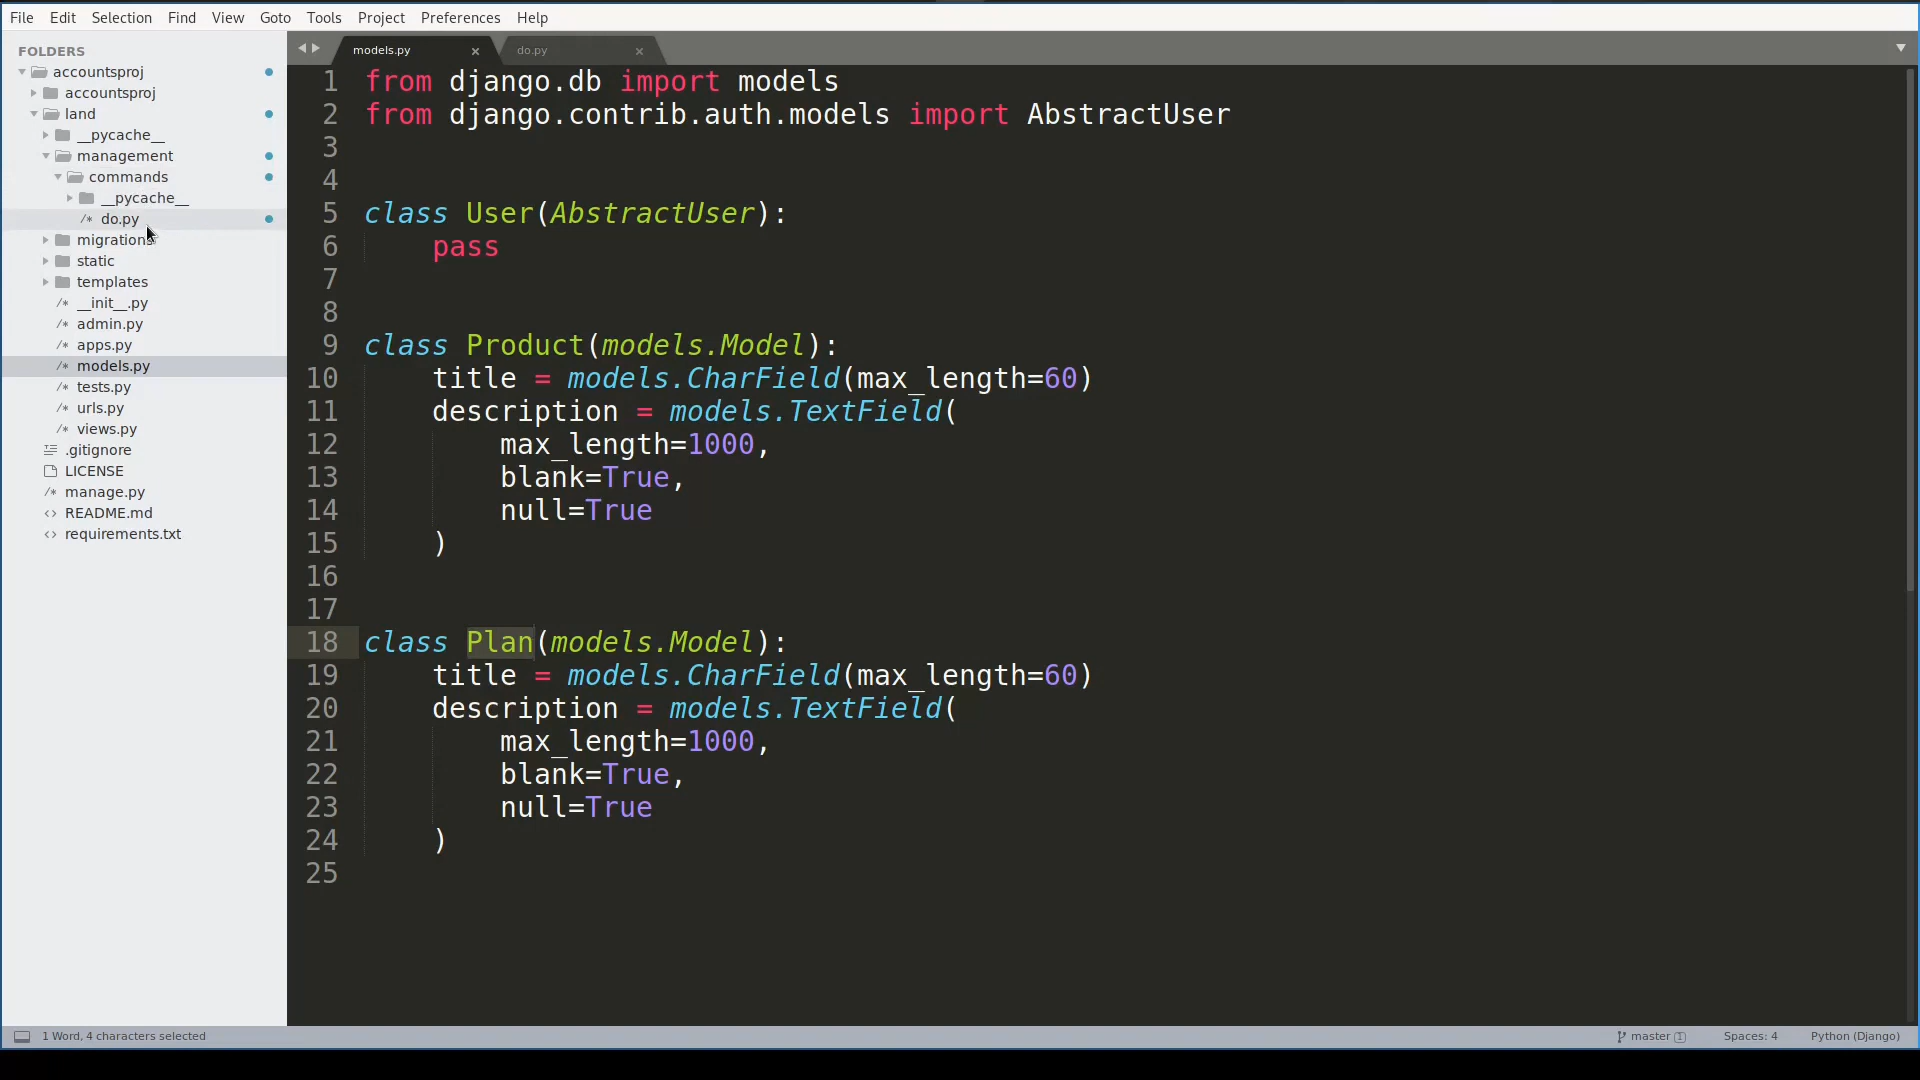 File Edit Selection Find View Goto Tools Project Preferences Help
FOLDERS
accountsproj
accountsproj
land
__pycache__
management
commands
__pycache__
do.py
migrations
static
templates
__init__.py
admin.py
apps.py
models.py
tests.py
urls.py
views.py
.gitignore
LICENSE
manage.py
README.md
requirements.txt
models.py × do.py ×
1 from django.db import models
2 from django.contrib.auth.models import AbstractUser
3
4
5 class User(AbstractUser):
6     pass
7
8
9 class Product(models.Model):
10     title = models.CharField(max_length=60)
11     description = models.TextField(
12         max_length=1000,
13         blank=True,
14         null=True
15     )
16
17
18 class Plan(models.Model):
19     title = models.CharField(max_length=60)
20     description = models.TextField(
21         max_length=1000,
22         blank=True,
23         null=True
24     )
25
1 Word, 4 characters selected master 1 Spaces: 4 Python (Django)